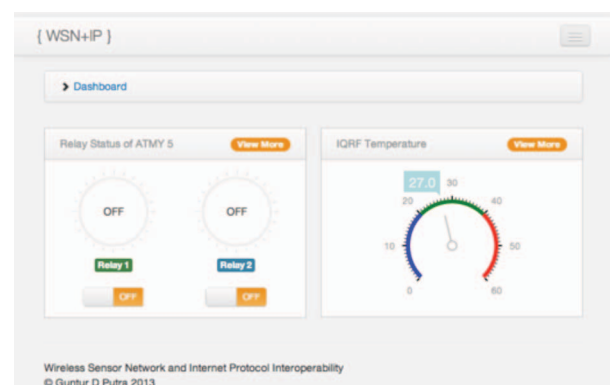 { WSN+IP }
Dashboard
Relay Status of ATMY 5
View More
OFF
OFF
Relay 1
Relay 2
OFF
OFF
IQRF Temperature
View More
27.0
0
10
20
30
40
50
60
Wireless Sensor Network and Internet Protocol Interoperability
© Guntur D Putra 2013